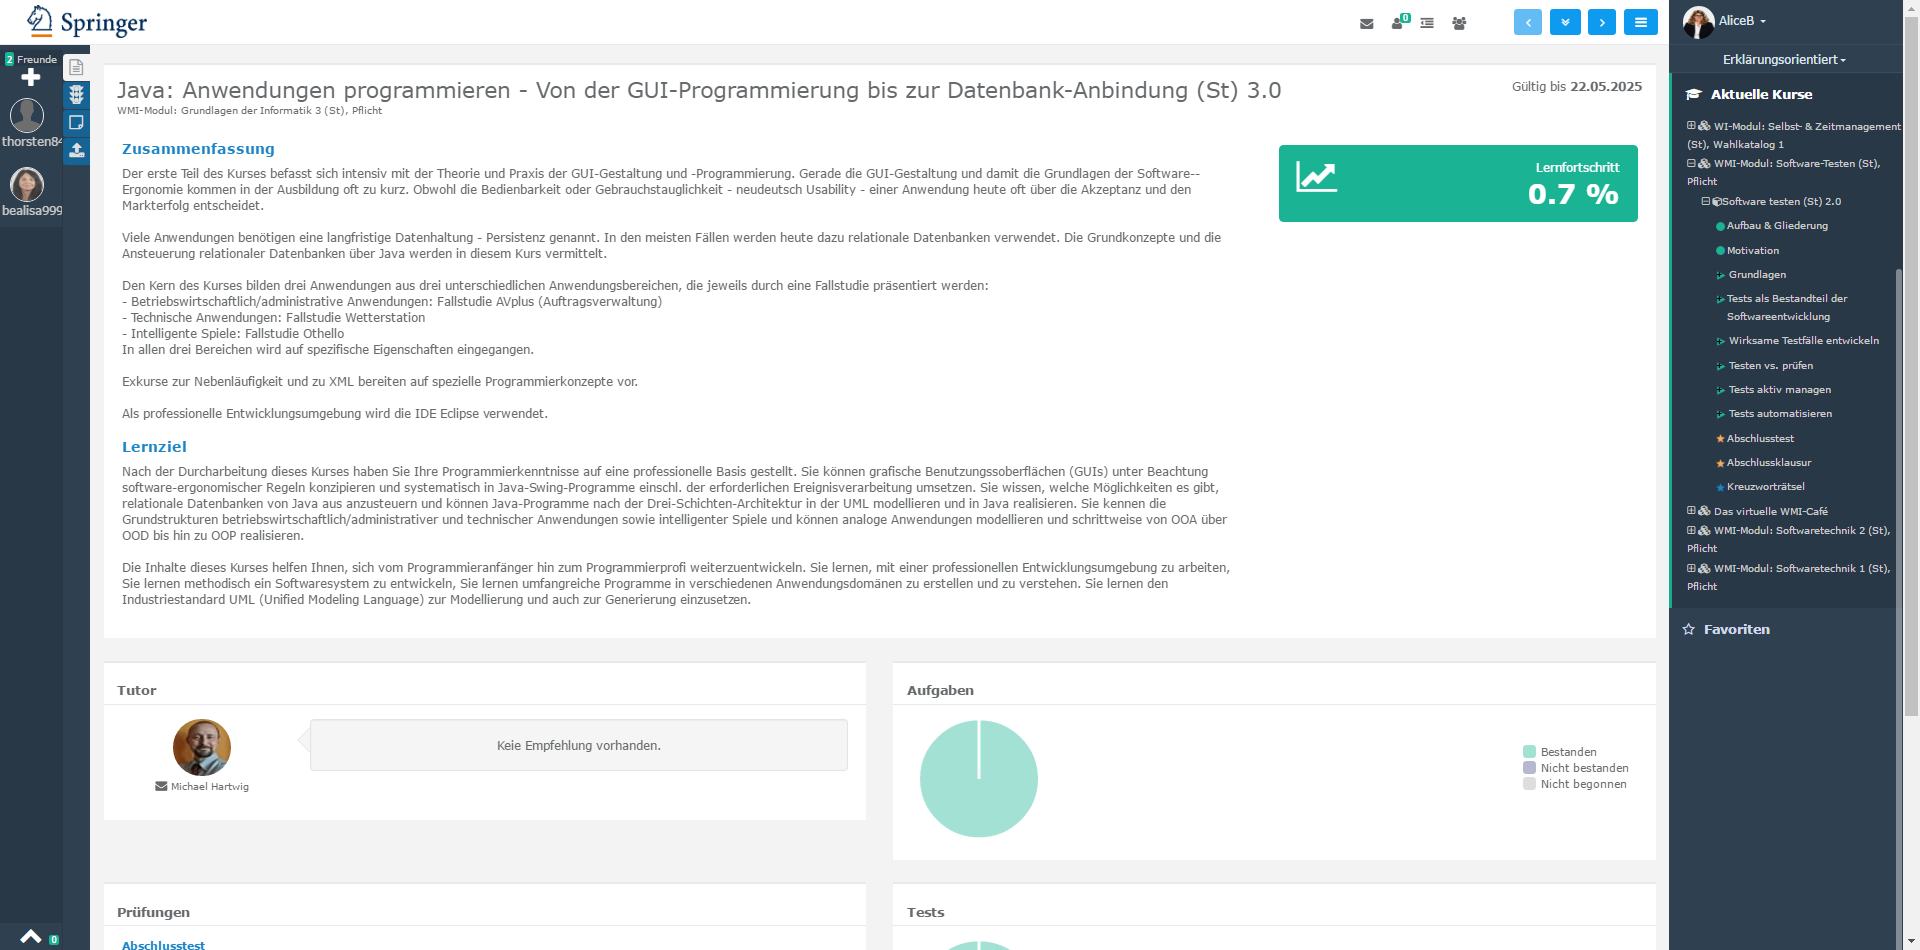 Springer
0
AliceB
Erklärungsorientiert
2 Freunde
thorsten84
bealisa999
0
Java: Anwendungen programmieren - Von der GUI-Programmierung bis zur Datenbank-Anbindung (St) 3.0
Gültig bis 22.05.2025
WMI-Modul: Grundlagen der Informatik 3 (St), Pflicht
Zusammenfassung
Der erste Teil des Kurses befasst sich intensiv mit der Theorie und Praxis der GUI-Gestaltung und -Programmierung. Gerade die GUI-Gestaltung und damit die Grundlagen der Software--
Ergonomie kommen in der Ausbildung oft zu kurz. Obwohl die Bedienbarkeit oder Gebrauchstauglichkeit - neudeutsch Usability - einer Anwendung heute oft über die Akzeptanz und den
Markterfolg entscheidet.
Viele Anwendungen benötigen eine langfristige Datenhaltung - Persistenz genannt. In den meisten Fällen werden heute dazu relationale Datenbanken verwendet. Die Grundkonzepte und die
Ansteuerung relationaler Datenbanken über Java werden in diesem Kurs vermittelt.
Den Kern des Kurses bilden drei Anwendungen aus drei unterschiedlichen Anwendungsbereichen, die jeweils durch eine Fallstudie präsentiert werden:
- Betriebswirtschaftlich/administrative Anwendungen: Fallstudie AVplus (Auftragsverwaltung)
- Technische Anwendungen: Fallstudie Wetterstation
- Intelligente Spiele: Fallstudie Othello
In allen drei Bereichen wird auf spezifische Eigenschaften eingegangen.
Exkurse zur Nebenläufigkeit und zu XML bereiten auf spezielle Programmierkonzepte vor.
Als professionelle Entwicklungsumgebung wird die IDE Eclipse verwendet.
Lernziel
Nach der Durcharbeitung dieses Kurses haben Sie Ihre Programmierkenntnisse auf eine professionelle Basis gestellt. Sie können grafische Benutzungssoberflächen (GUIs) unter Beachtung
software-ergonomischer Regeln konzipieren und systematisch in Java-Swing-Programme einschl. der erforderlichen Ereignisverarbeitung umsetzen. Sie wissen, welche Möglichkeiten es gibt,
relationale Datenbanken von Java aus anzusteuern und können Java-Programme nach der Drei-Schichten-Architektur in der UML modellieren und in Java realisieren. Sie kennen die
Grundstrukturen betriebswirtschaftlich/administrativer und technischer Anwendungen sowie intelligenter Spiele und können analoge Anwendungen modellieren und schrittweise von OOA über
OOD bis hin zu OOP realisieren.
Die Inhalte dieses Kurses helfen Ihnen, sich vom Programmieranfänger hin zum Programmierprofi weiterzuentwickeln. Sie lernen, mit einer professionellen Entwicklungsumgebung zu arbeiten,
Sie lernen methodisch ein Softwaresystem zu entwickeln, Sie lernen umfangreiche Programme in verschiedenen Anwendungsdomänen zu erstellen und zu verstehen. Sie lernen den
Industriestandard UML (Unified Modeling Language) zur Modellierung und auch zur Generierung einzusetzen.
Lernfortschritt
0.7 %
Tutor
Michael Hartwig
Keie Empfehlung vorhanden.
Aufgaben
Bestanden
Nicht bestanden
Nicht begonnen
Prüfungen
Abschlusstest
Tests
Aktuelle Kurse
WI-Modul: Selbst- & Zeitmanagement
(St), Wahlkatalog 1
WMI-Modul: Software-Testen (St),
Pflicht
Software testen (St) 2.0
Aufbau & Gliederung
Motivation
Grundlagen
Tests als Bestandteil der
Softwareentwicklung
Wirksame Testfälle entwickeln
Testen vs. prüfen
Tests aktiv managen
Tests automatisieren
Abschlusstest
Abschlussklausur
Kreuzworträtsel
Das virtuelle WMI-Café
WMI-Modul: Softwaretechnik 2 (St),
Pflicht
WMI-Modul: Softwaretechnik 1 (St),
Pflicht
Favoriten